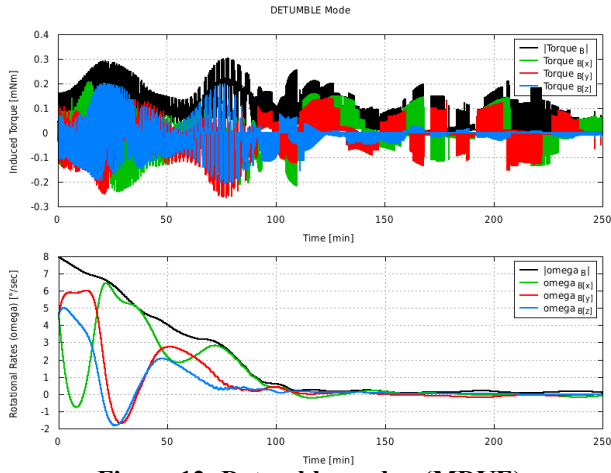 DETUMBLE Mode
0.4
0.3
0.2
0.1
0
-0.1
-0.2
-0.3
Induced Torque [mNm]
|Torque B|
Torque B[x]
Torque B[y]
Torque B[z]
0 50 100 150 200 250
Time [min]
8
7
6
5
4
3
2
1
0
-1
-2
Rotational Rates (omega) [°/sec]
|omega B|
omega B[x]
omega B[y]
omega B[z]
0 50 100 150 200 250
Time [min]